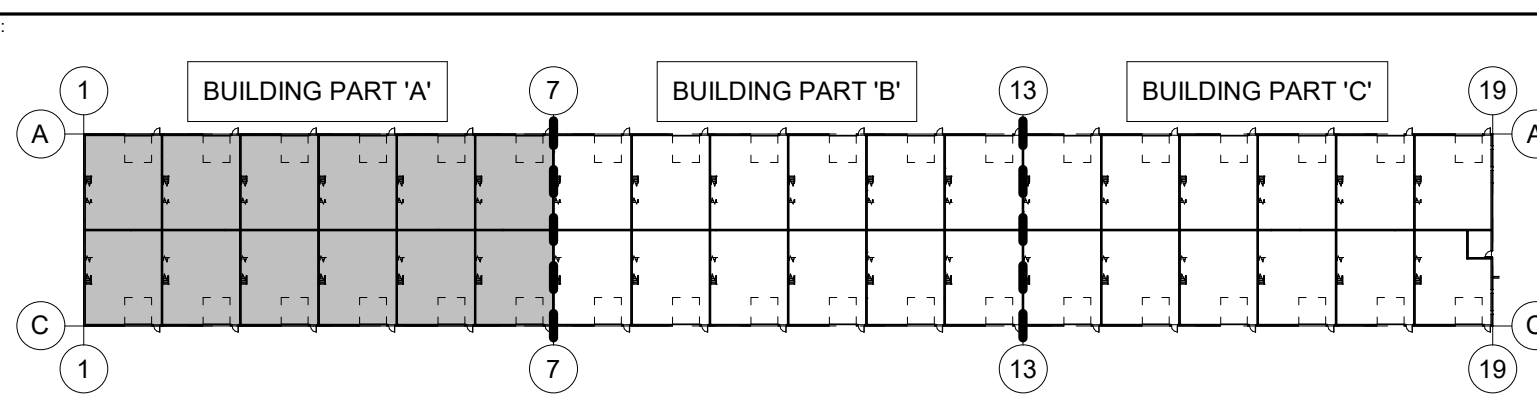 :
1 BUILDING PART 'A' 7 BUILDING PART 'B' 13 BUILDING PART 'C' 19
A A
C C
1 7 13 19